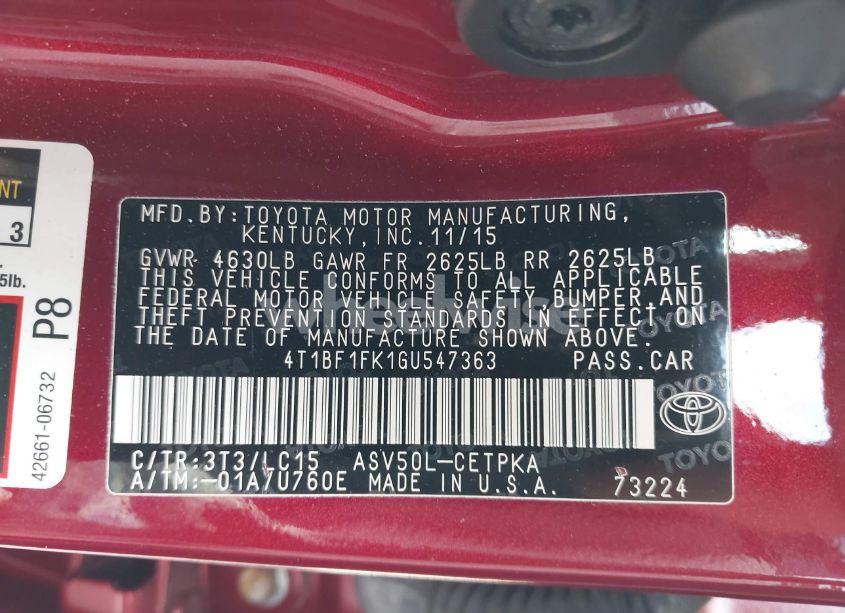 NT
3
5lb.
P8
42661-06732
MFD.BY:TOYOTA MOTOR MANUFACTURING,
KENTUCKY,INC.11/15
GVWR 4630LB GAWR FR 2625LB RR 2625LB
THIS VEHICLE CONFORMS TO ALL APPLICABLE
FEDERAL MOTOR VEHICLE SAFETY,BUMPER,AND
THEFT PREVENTION STANDARDS IN EFFECT ON
THE DATE OF MANUFACTURE SHOWN ABOVE.
4T1BF1FK1GU547363 PASS.CAR
C/TR:3T3/LC15 ASV50L-CETPKA
A/TM:-01A/U760E MADE IN U.S.A. 73224
TOYOTA